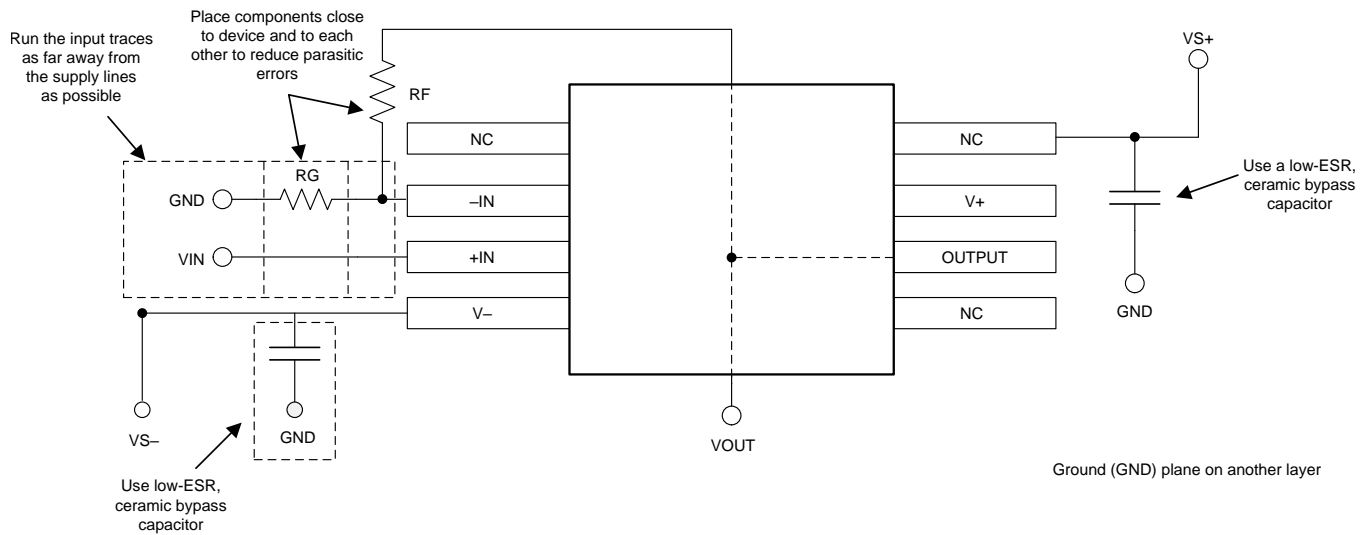 Place components close
to device and to each
other to reduce parasitic
errors
Run the input traces
as far away from
the supply lines
as possible
VS+
RF
NC
NC
Use a low-ESR,
ceramic bypass
capacitor
RG
GND
–IN
V+
VIN
+IN
OUTPUT
GND
V–
NC
VS–
GND
VOUT
Ground (GND) plane on another layer
Use low-ESR,
ceramic bypass
capacitor